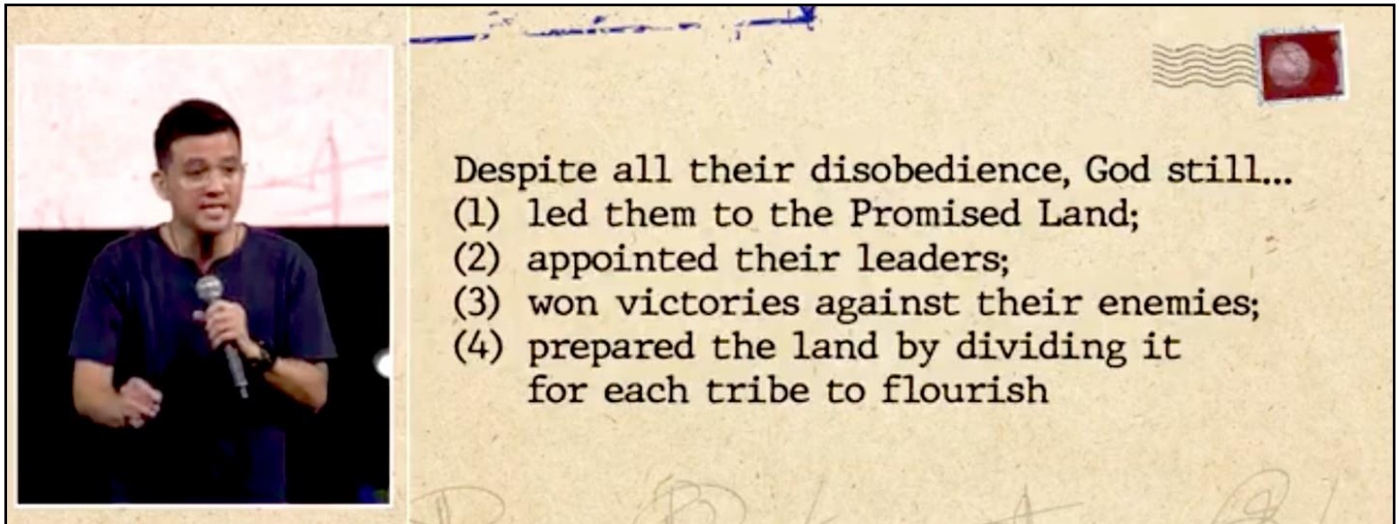 Despite all their disobedience, God still...
(1) led them to the Promised Land;
(2) appointed their leaders;
(3) won victories against their enemies;
(4) prepared the land by dividing it
for each tribe to flourish